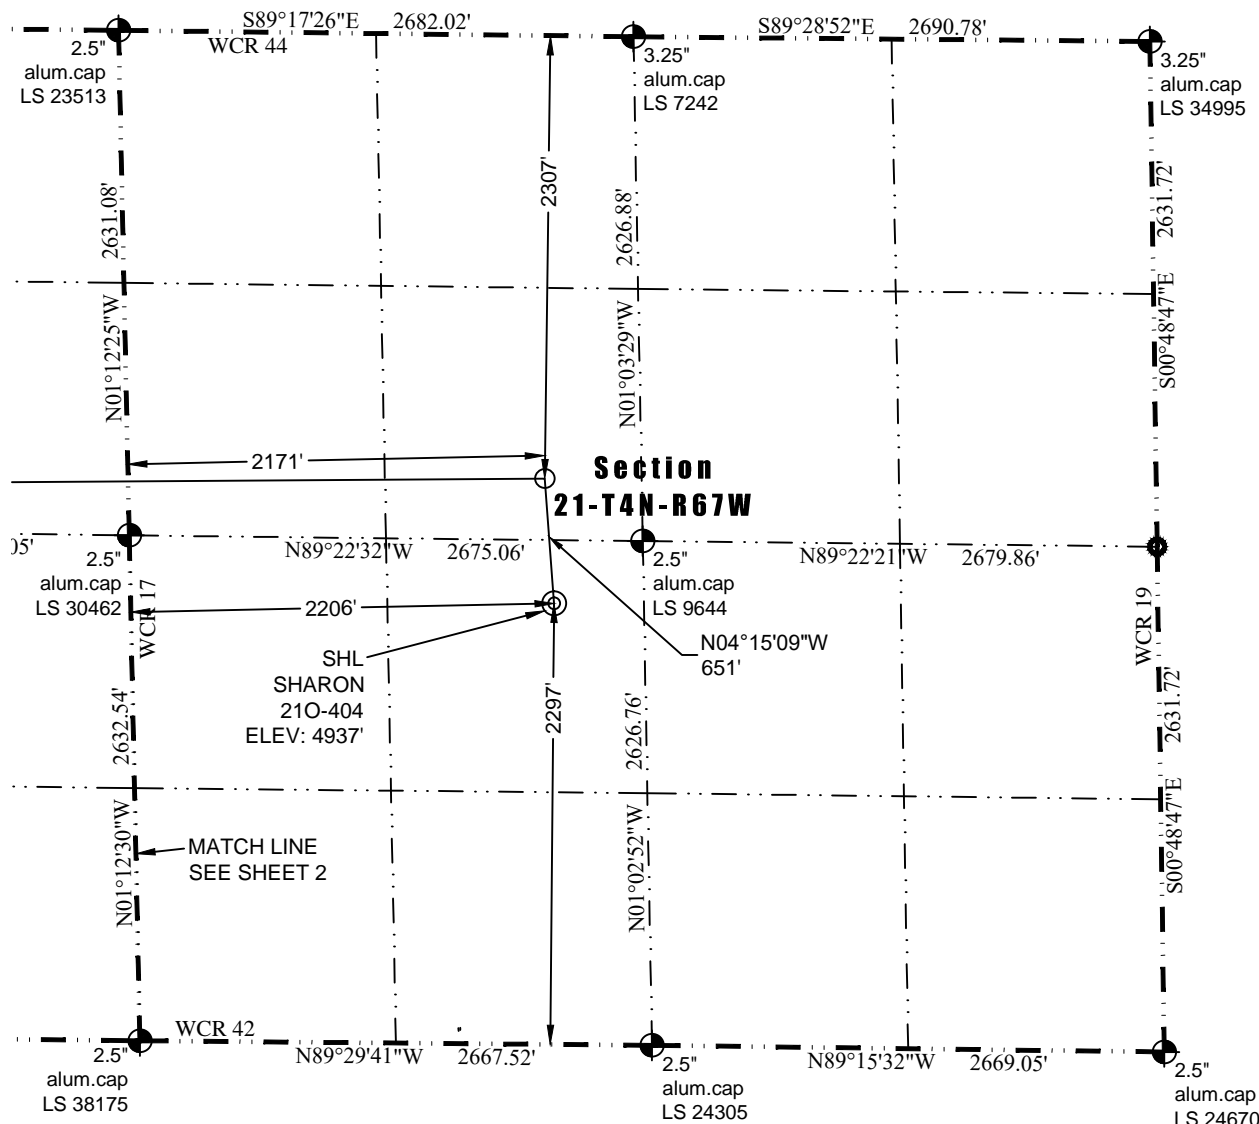 S89°17'26"E 2682.02'
S89°28'52"E 2690.78'
WCR 44
2.5"
alum.cap
LS 23513
3.25"
alum.cap
LS 7242
3.25"
alum.cap
LS 34995
2631.08'
N01°12'25"W
2307'
2626.88'
N01°03'29"W
2631.72'
S00°48'47"E
2171'
Section
21-T4N-R67W
05'
2.5"
alum.cap
LS 30462
N89°22'32"W 2675.06'
2.5"
alum.cap
LS 9644
N89°22'21"W 2679.86'
WCR 17
2206'
WCR 19
N04°15'09"W
651'
SHL
SHARON
21O-404
ELEV: 4937'
2632.54'
N01°12'30"W
2297'
2626.76'
N01°02'52"W
2631.72'
S00°48'47"E
MATCH LINE
SEE SHEET 2
WCR 42
2.5"
alum.cap
LS 38175
N89°29'41"W 2667.52'
2.5"
alum.cap
LS 24305
N89°15'32"W 2669.05'
2.5"
alum.cap
LS 24670